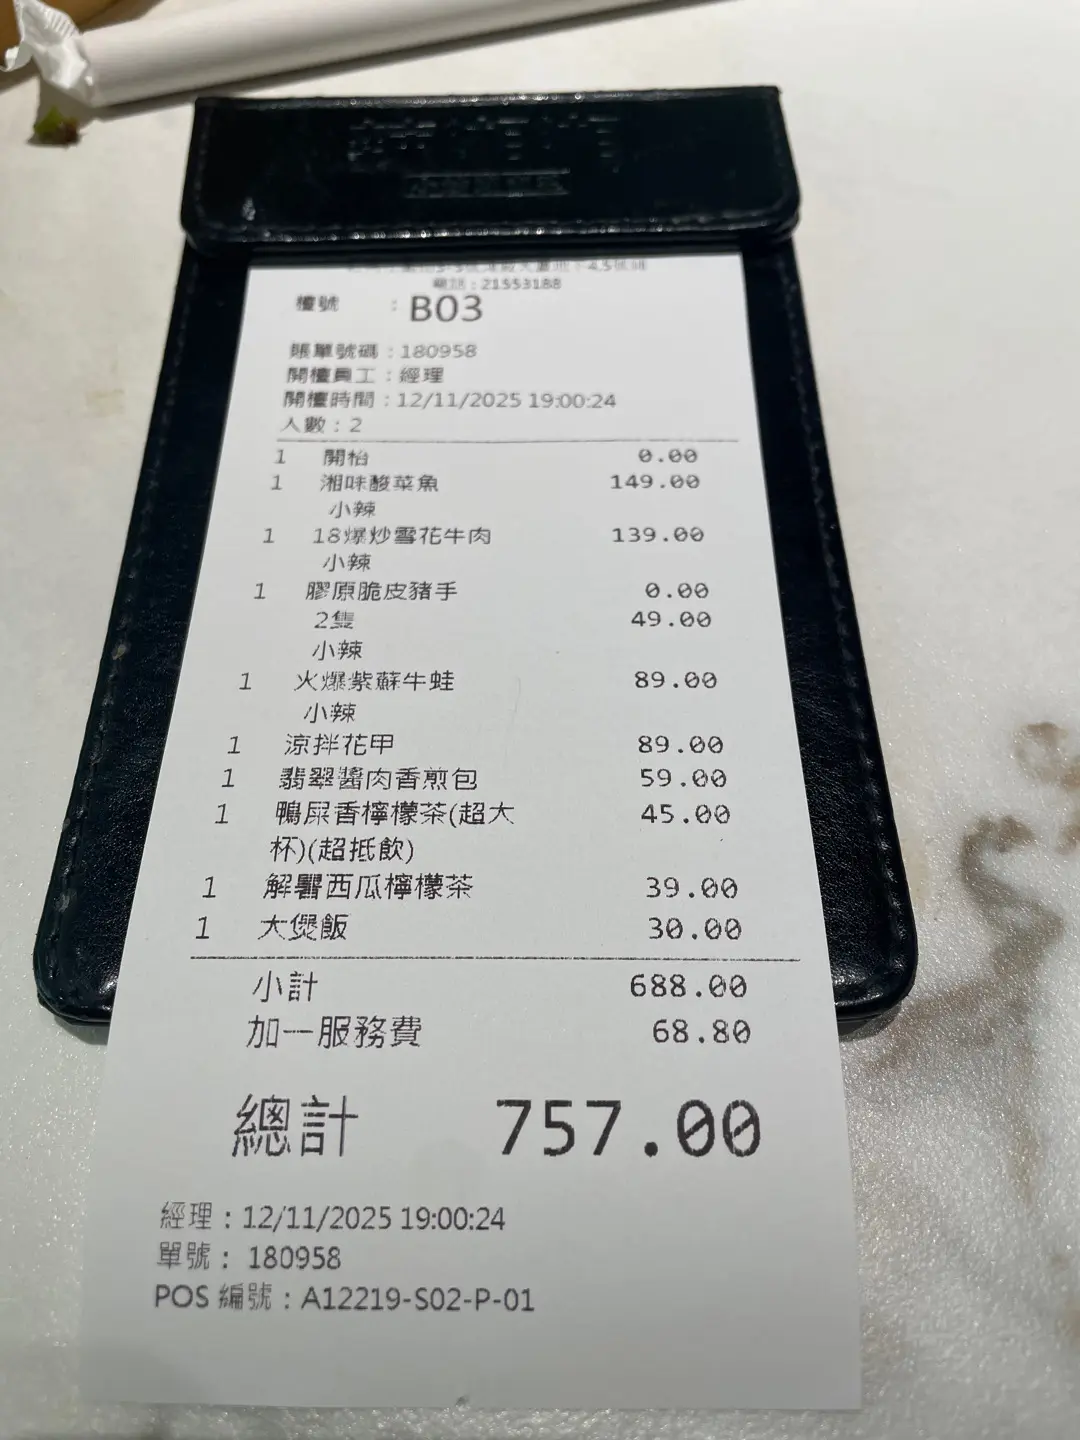 電話：21553188
檯號 ：B03
賬單號碼：180958
開檯員工：經理
開檯時間：12/11/2025 19:00:24
人數：2
1 開枱 0.00
1 湘味酸菜魚 149.00
小辣
1 18爆炒雪花牛肉 139.00
小辣
1 膠原脆皮豬手 0.00
2隻 49.00
小辣
1 火爆紫蘇牛蛙 89.00
小辣
1 涼拌花甲 89.00
1 翡翠醬肉香煎包 59.00
1 鴨屎香檸檬茶(超大 45.00
杯)(超抵飲)
1 解暑西瓜檸檬茶 39.00
1 大煲飯 30.00
小計 688.00
加一服務費 68.80
總計 757.00
經理：12/11/2025 19:00:24
單號：180958
POS 編號：A12219-S02-P-01